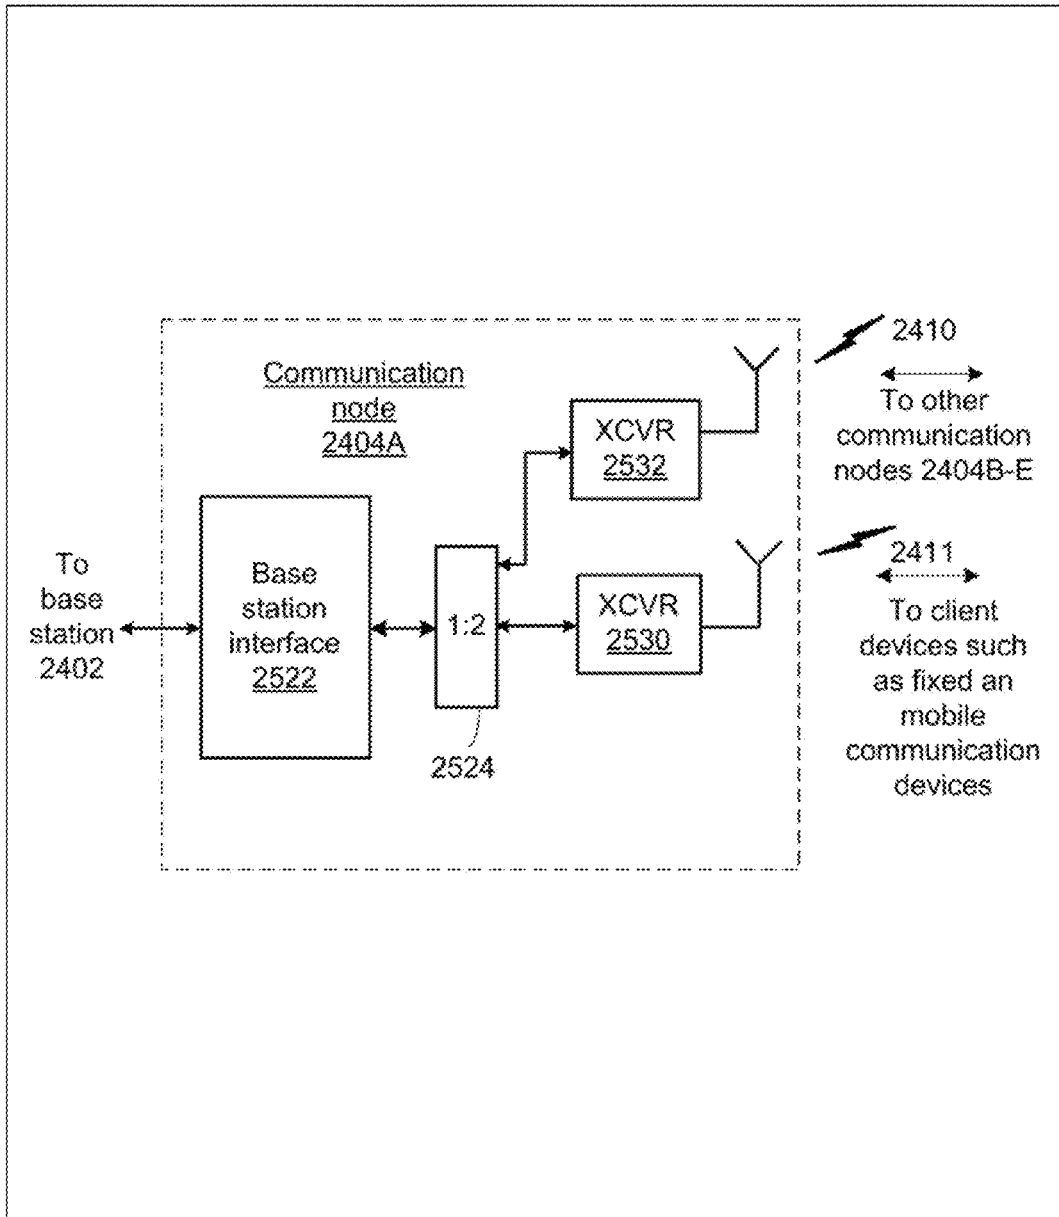 Communication
node
2404A
To
base
station
2402
Base
station
interface
2522
1:2
2524
XCVR
2532
XCVR
2530
2410
To other
communication
nodes 2404B-E
2411
To client
devices such
as fixed an
mobile
communication
devices